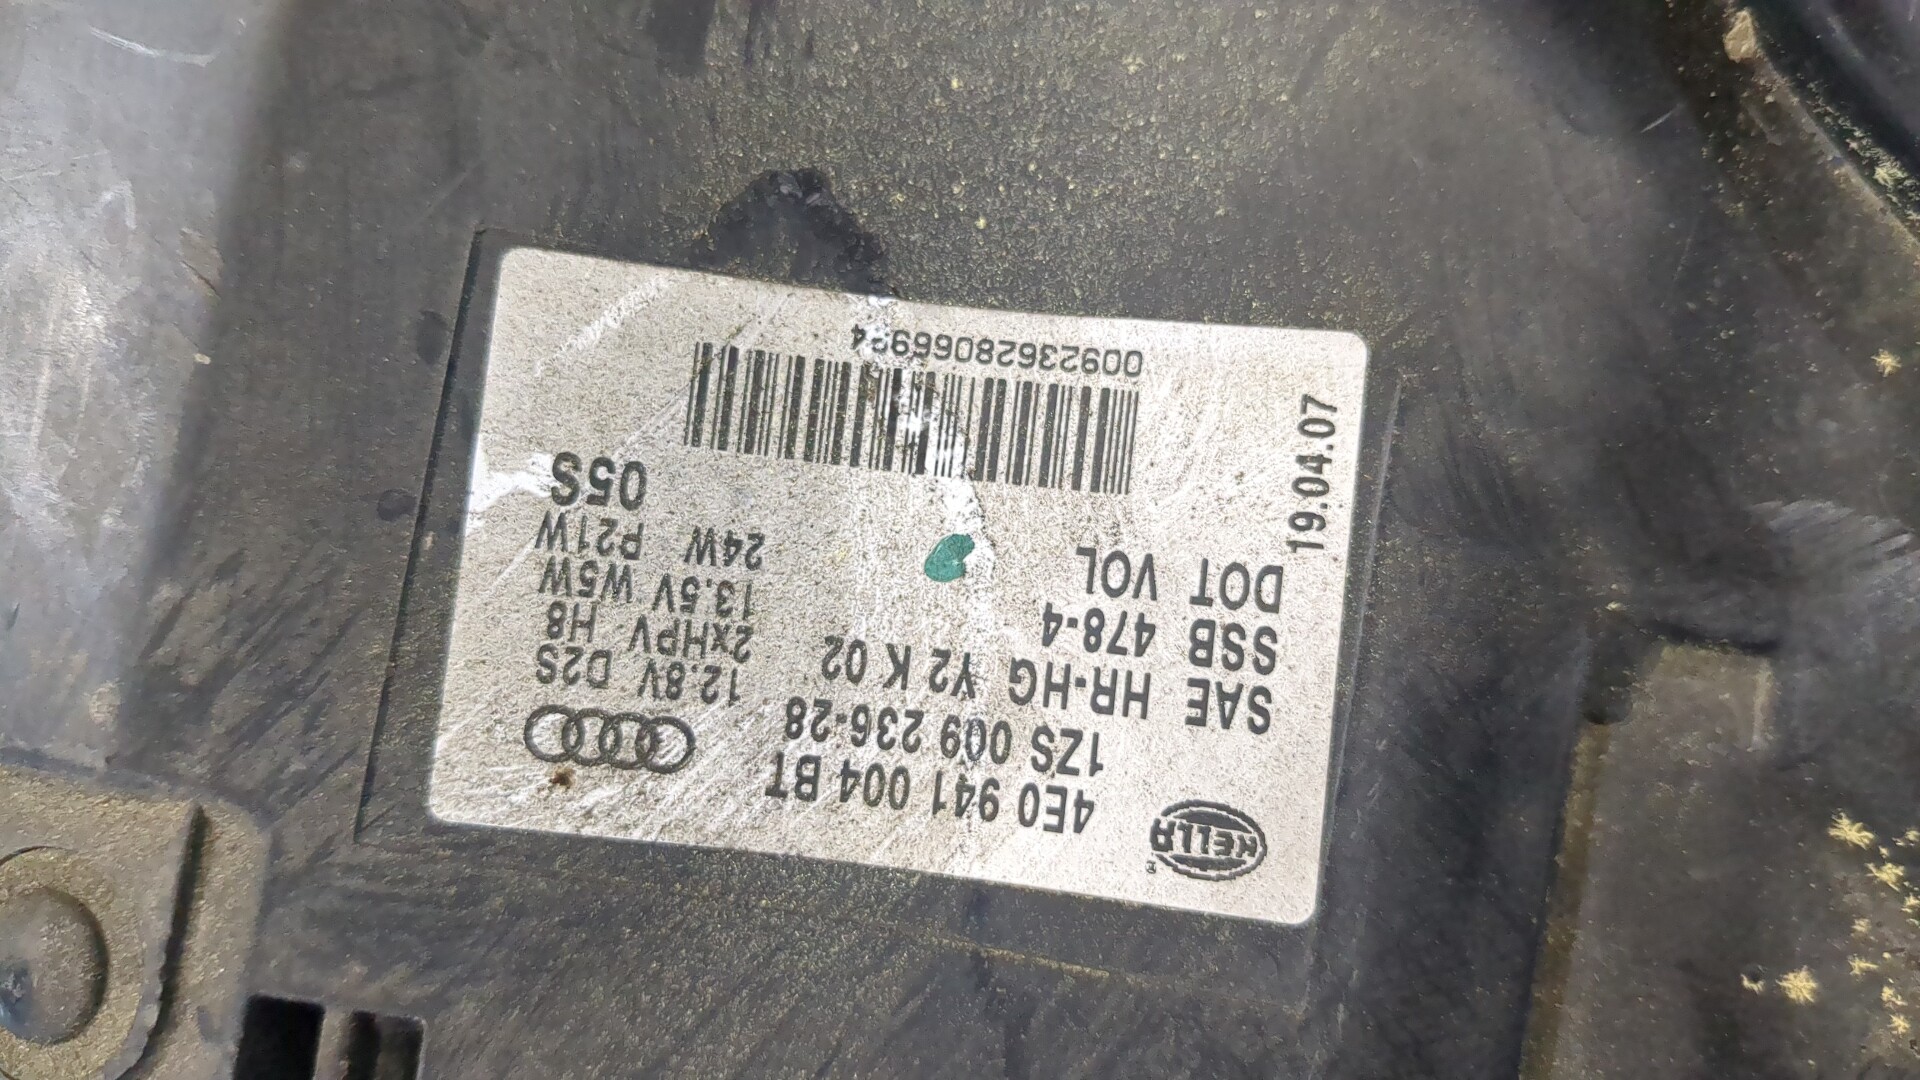 HELLA
4E0 941 004 BT
1ZS 009 236-28
SAE HR-HG Y2 K 02
SSB 478-4
DOT VOL
12.8V D2S
2xHPV H8
13.5V W5W
24W P21W
05S
19.04.07